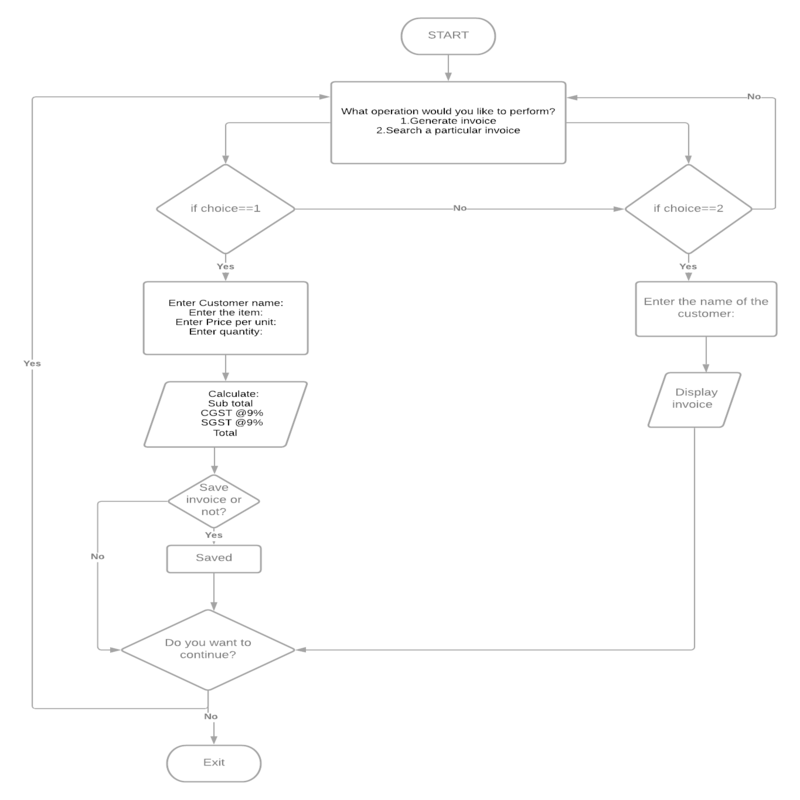 START
What operation would you like to perform?
1.Generate invoice
2.Search a particular invoice
No
if choice==1
No
if choice==2
Yes
Yes
Enter Customer name:
Enter the item:
Enter Price per unit:
Enter quantity:
Enter the name of the
customer:
Yes
Calculate:
Sub total
CGST @9%
SGST @9%
Total
Display
invoice
Save
invoice or
not?
Yes
No
Saved
Do you want to
continue?
No
Exit